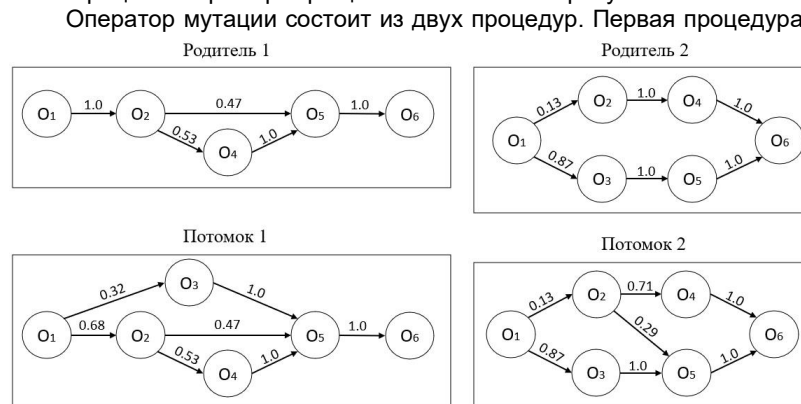 Оператор мутации состоит из двух процедур. Первая процедура
Родитель 1
O1 1.0 O2 0.47 O5 1.0 O6
0.53 O4 1.0
Родитель 2
0.13 O2 1.0 O4 1.0
O1 O6
0.87 O3 1.0 O5 1.0
Потомок 1
0.32 O3 1.0
O1 0.68 O2 0.47 O5 1.0 O6
0.53 O4 1.0
Потомок 2
0.13 O2 0.71 O4 1.0
O1 0.29 O6
0.87 O3 1.0 O5 1.0